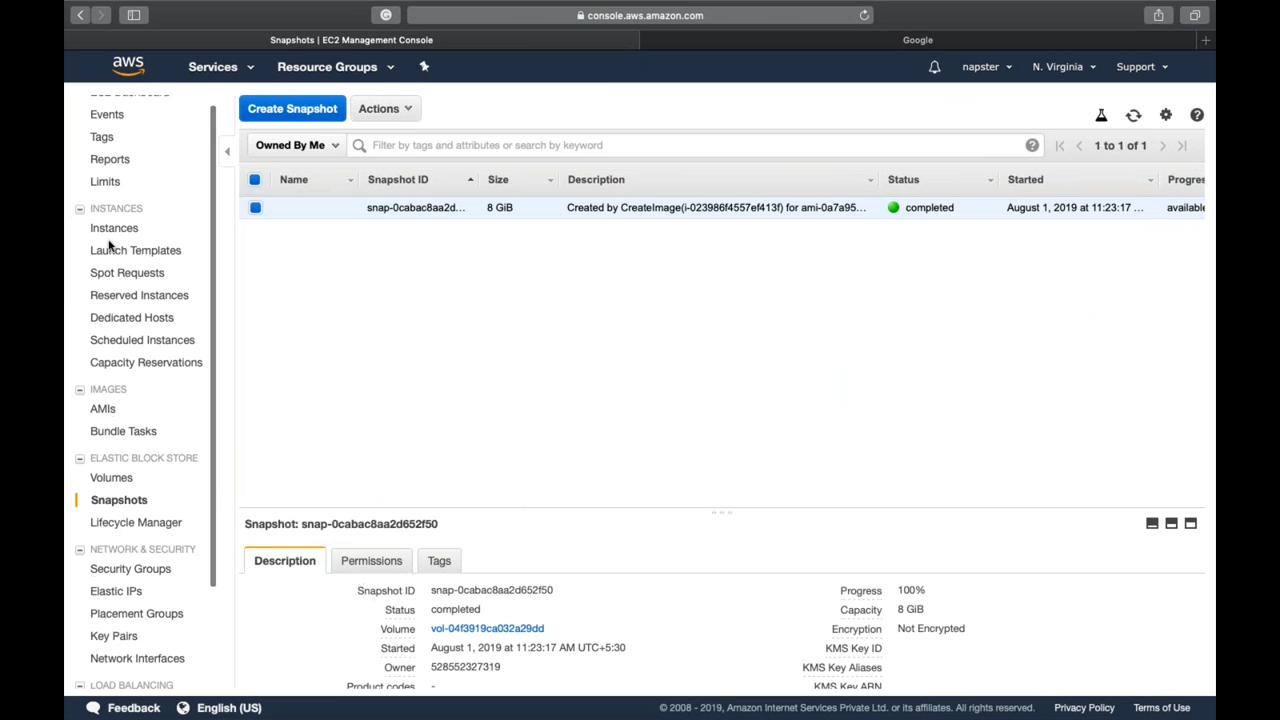 console.aws.amazon.com
Snapshots | EC2 Management Console
Google
aws
Services
Resource Groups
napster
N. Virginia
Support
Events
Tags
Reports
Limits
INSTANCES
Instances
Launch Templates
Spot Requests
Reserved Instances
Dedicated Hosts
Scheduled Instances
Capacity Reservations
IMAGES
AMIs
Bundle Tasks
ELASTIC BLOCK STORE
Volumes
Snapshots
Lifecycle Manager
NETWORK & SECURITY
Security Groups
Elastic IPs
Placement Groups
Key Pairs
Network Interfaces
LOAD BALANCING
Create Snapshot
Actions
Owned By Me
Filter by tags and attributes or search by keyword
1 to 1 of 1
Name Snapshot ID Size Description Status Started Progres
snap-0cabac8aa2d... 8 GiB Created by CreateImage(i-023986f4557ef413f) for ami-0a7a95... completed August 1, 2019 at 11:23:17 ... available
Snapshot: snap-0cabac8aa2d652f50
Description Permissions Tags
Snapshot ID snap-0cabac8aa2d652f50
Status completed
Volume vol-04f3919ca032a29dd
Started August 1, 2019 at 11:23:17 AM UTC+5:30
Owner 528552327319
Product codes -
Progress 100%
Capacity 8 GiB
Encryption Not Encrypted
KMS Key ID
KMS Key Aliases
KMS Key ARN
Feedback
English (US)
© 2008 - 2019, Amazon Internet Services Private Ltd. or its affiliates. All rights reserved.
Privacy Policy
Terms of Use